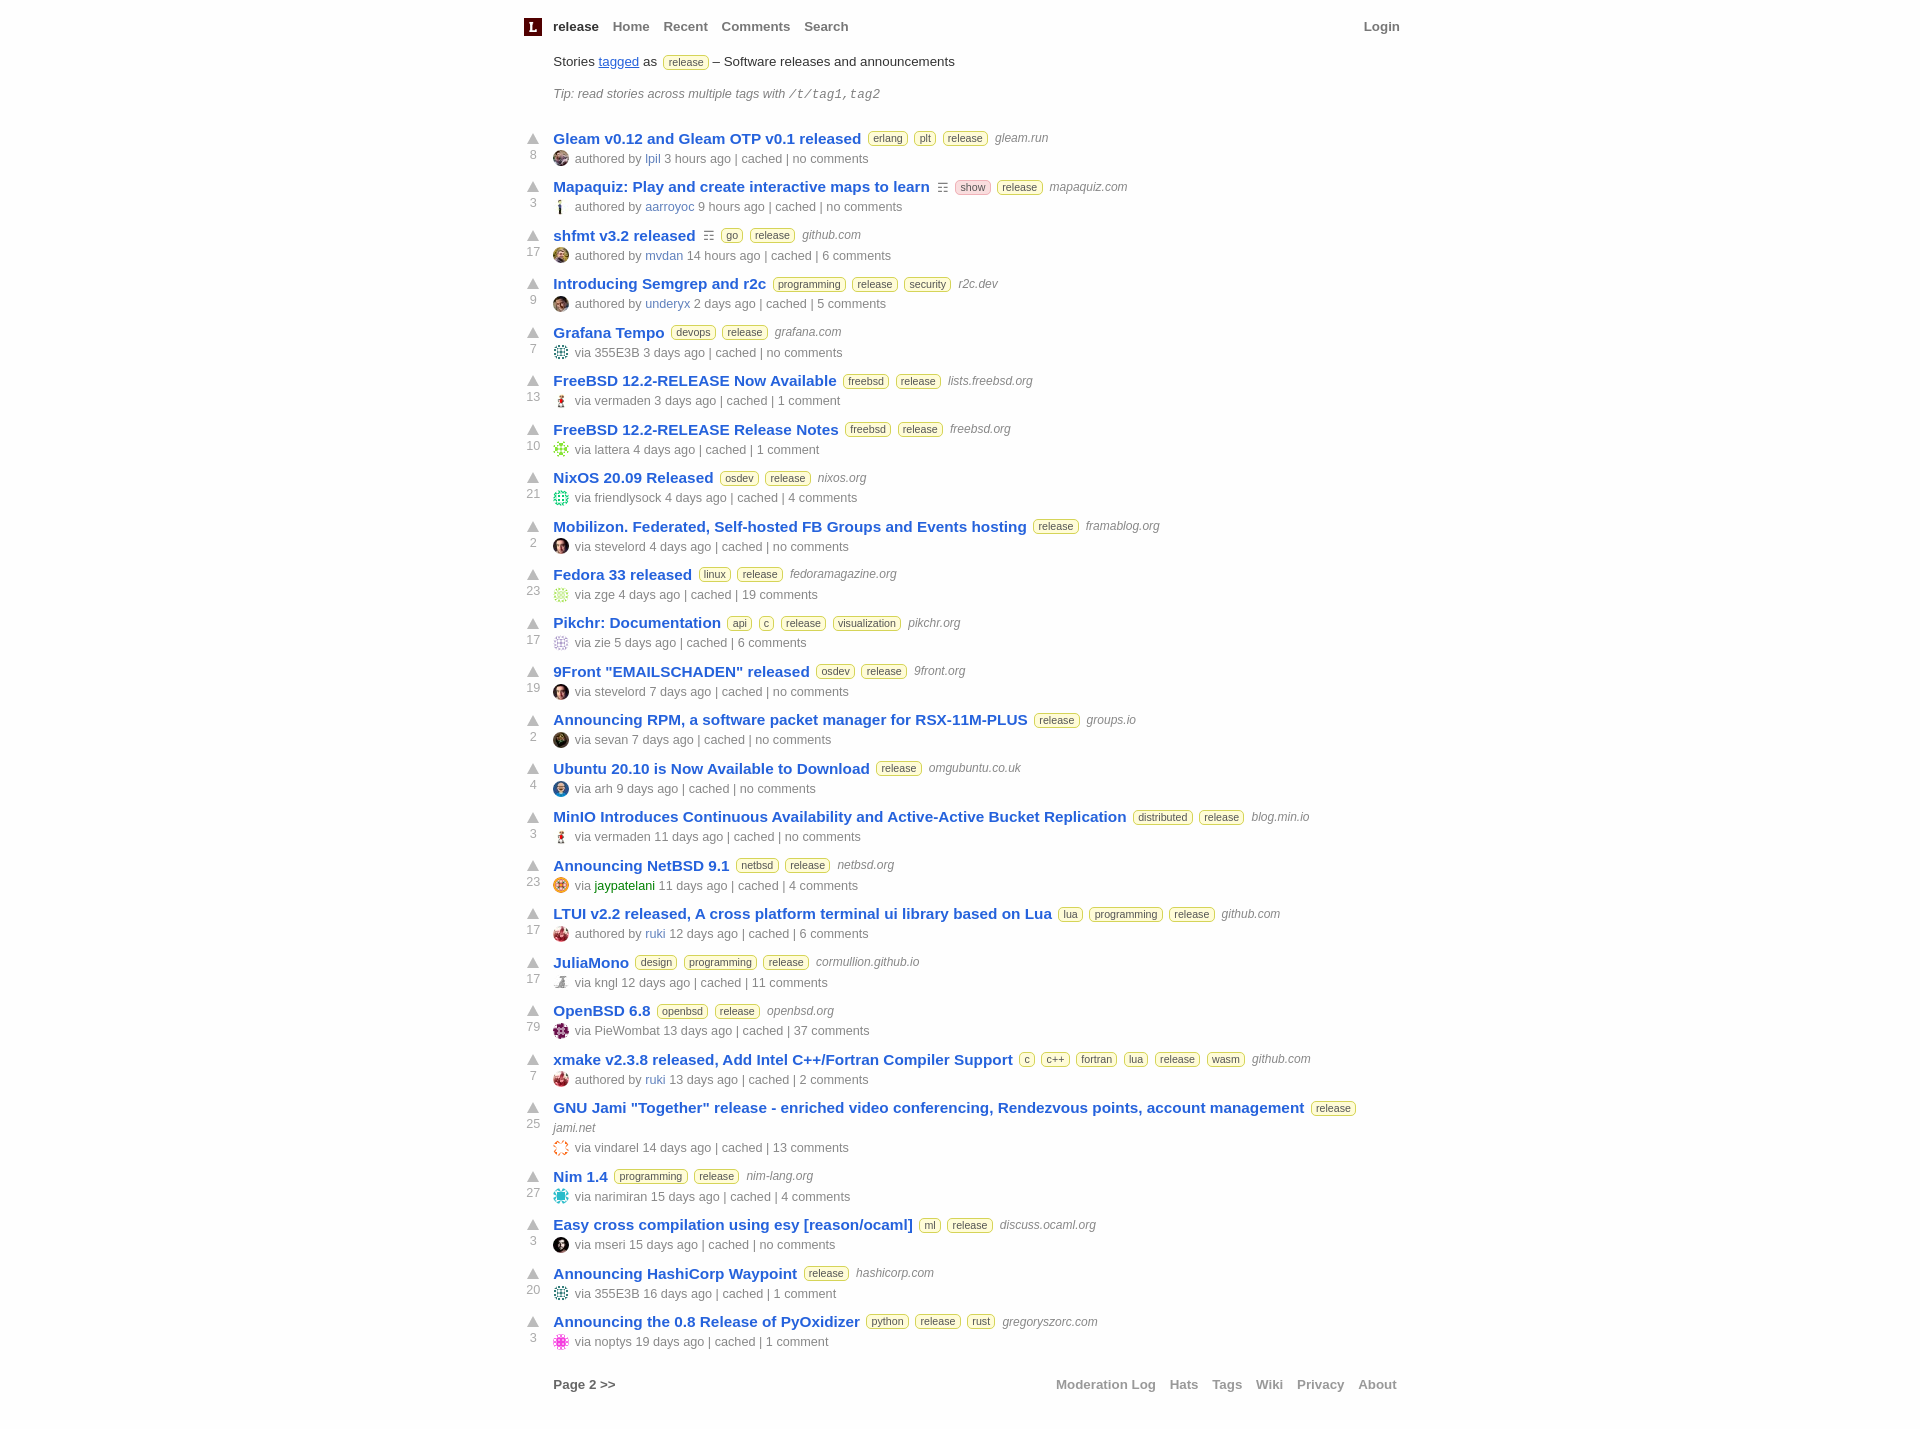 L release Home Recent Comments Search Login
Stories tagged as release – Software releases and announcements
Tip: read stories across multiple tags with /t/tag1,tag2
Gleam v0.12 and Gleam OTP v0.1 released erlang plt release gleam.run
8 authored by lpil 3 hours ago | cached | no comments
Mapaquiz: Play and create interactive maps to learn ☶ show release mapaquiz.com
3 authored by aarroyoc 9 hours ago | cached | no comments
shfmt v3.2 released ☶ go release github.com
17 authored by mvdan 14 hours ago | cached | 6 comments
Introducing Semgrep and r2c programming release security r2c.dev
9 authored by underyx 2 days ago | cached | 5 comments
Grafana Tempo devops release grafana.com
7 via 355E3B 3 days ago | cached | no comments
FreeBSD 12.2-RELEASE Now Available freebsd release lists.freebsd.org
13 via vermaden 3 days ago | cached | 1 comment
FreeBSD 12.2-RELEASE Release Notes freebsd release freebsd.org
10 via lattera 4 days ago | cached | 1 comment
NixOS 20.09 Released osdev release nixos.org
21 via friendlysock 4 days ago | cached | 4 comments
Mobilizon. Federated, Self-hosted FB Groups and Events hosting release framablog.org
2 via stevelord 4 days ago | cached | no comments
Fedora 33 released linux release fedoramagazine.org
23 via zge 4 days ago | cached | 19 comments
Pikchr: Documentation api c release visualization pikchr.org
17 via zie 5 days ago | cached | 6 comments
9Front "EMAILSCHADEN" released osdev release 9front.org
19 via stevelord 7 days ago | cached | no comments
Announcing RPM, a software packet manager for RSX-11M-PLUS release groups.io
2 via sevan 7 days ago | cached | no comments
Ubuntu 20.10 is Now Available to Download release omgubuntu.co.uk
4 via arh 9 days ago | cached | no comments
MinIO Introduces Continuous Availability and Active-Active Bucket Replication distributed release blog.min.io
3 via vermaden 11 days ago | cached | no comments
Announcing NetBSD 9.1 netbsd release netbsd.org
23 via jaypatelani 11 days ago | cached | 4 comments
LTUI v2.2 released, A cross platform terminal ui library based on Lua lua programming release github.com
17 authored by ruki 12 days ago | cached | 6 comments
JuliaMono design programming release cormullion.github.io
17 via kngl 12 days ago | cached | 11 comments
OpenBSD 6.8 openbsd release openbsd.org
79 via PieWombat 13 days ago | cached | 37 comments
xmake v2.3.8 released, Add Intel C++/Fortran Compiler Support c c++ fortran lua release wasm github.com
7 authored by ruki 13 days ago | cached | 2 comments
GNU Jami "Together" release - enriched video conferencing, Rendezvous points, account management release
25 jami.net
via vindarel 14 days ago | cached | 13 comments
Nim 1.4 programming release nim-lang.org
27 via narimiran 15 days ago | cached | 4 comments
Easy cross compilation using esy [reason/ocaml] ml release discuss.ocaml.org
3 via mseri 15 days ago | cached | no comments
Announcing HashiCorp Waypoint release hashicorp.com
20 via 355E3B 16 days ago | cached | 1 comment
Announcing the 0.8 Release of PyOxidizer python release rust gregoryszorc.com
3 via noptys 19 days ago | cached | 1 comment
Page 2 >> Moderation Log Hats Tags Wiki Privacy About